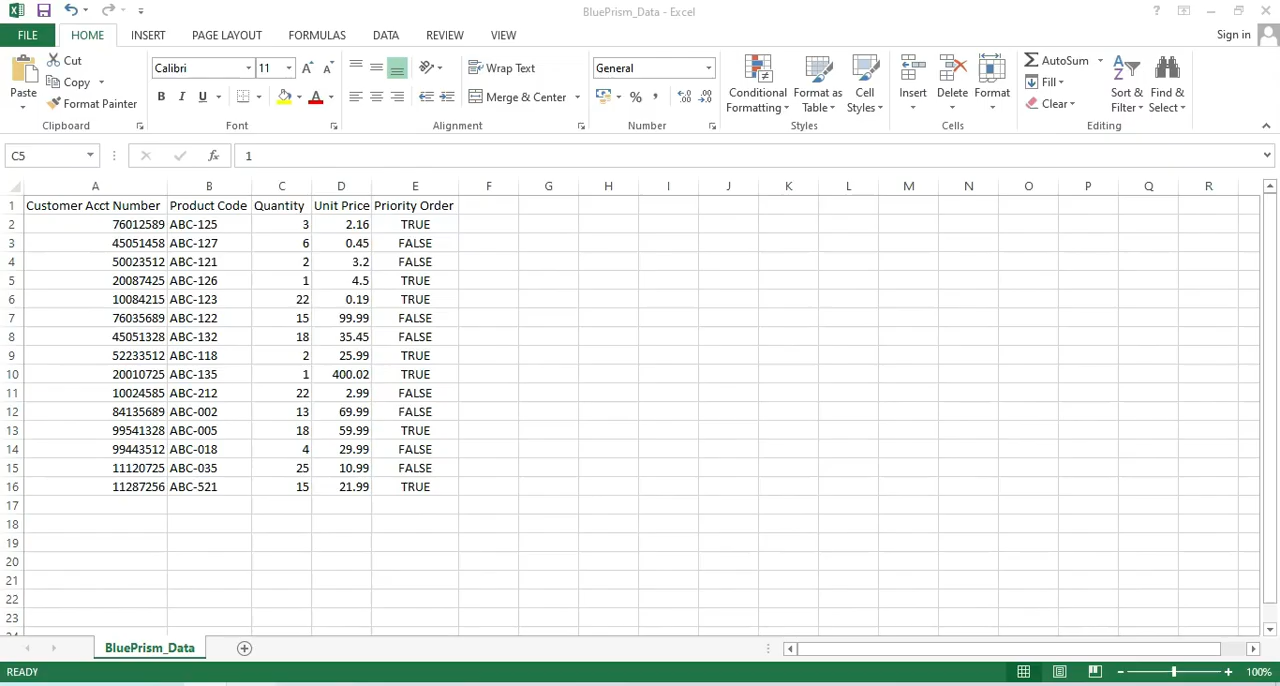 BluePrism_Data - Excel
?
FILE HOME INSERT PAGE LAYOUT FORMULAS DATA REVIEW VIEW Sign in
Paste
Cut
Copy
Format Painter
Clipboard
Calibri 11
B I U
Font
Wrap Text
Merge & Center
Alignment
General
%
Number
Conditional Formatting
Format as Table
Cell Styles
Styles
Insert Delete Format
Cells
AutoSum
Fill
Clear
Sort & Filter
Find & Select
Editing
C5 fx 1
A B C D E F G H I J K L M N O P Q R
1 Customer Acct Number Product Code Quantity Unit Price Priority Order
2 76012589 ABC-125 3 2.16 TRUE
3 45051458 ABC-127 6 0.45 FALSE
4 50023512 ABC-121 2 3.2 FALSE
5 20087425 ABC-126 1 4.5 TRUE
6 10084215 ABC-123 22 0.19 TRUE
7 76035689 ABC-122 15 99.99 FALSE
8 45051328 ABC-132 18 35.45 FALSE
9 52233512 ABC-118 2 25.99 TRUE
10 20010725 ABC-135 1 400.02 TRUE
11 10024585 ABC-212 22 2.99 FALSE
12 84135689 ABC-002 13 69.99 FALSE
13 99541328 ABC-005 18 59.99 TRUE
14 99443512 ABC-018 4 29.99 FALSE
15 11120725 ABC-035 25 10.99 FALSE
16 11287256 ABC-521 15 21.99 TRUE
17
18
19
20
21
22
23
BluePrism_Data
READY 100%